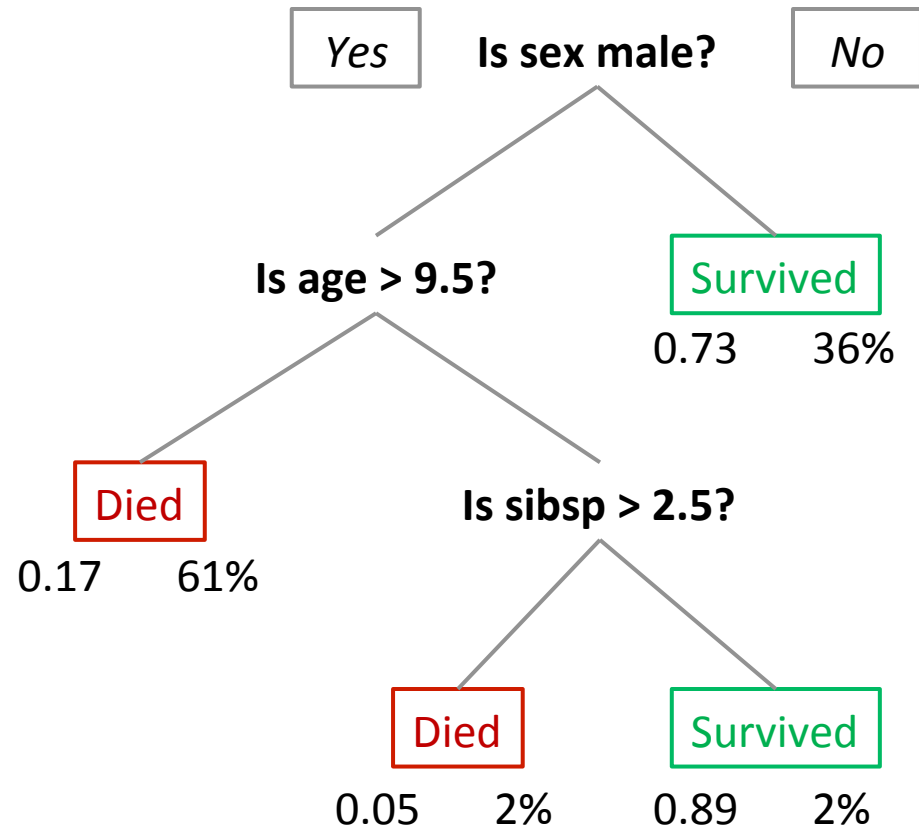 Yes Is sex male? No
Is age > 9.5? Survived
0.73 36%
Died Is sibsp > 2.5?
0.17 61%
Died Survived
0.05 2% 0.89 2%